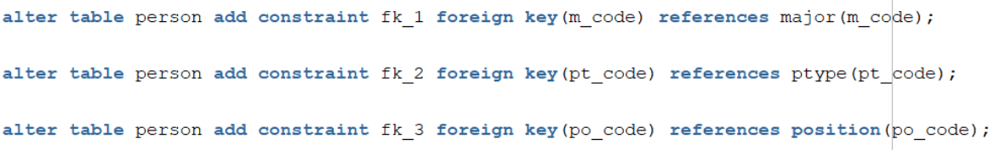 alter table person add constraint fk_1 foreign key(m_code) references major(m_code);
alter table person add constraint fk_2 foreign key(pt_code) references ptype(pt_code);
alter table person add constraint fk_3 foreign key(po_code) references position(po_code);